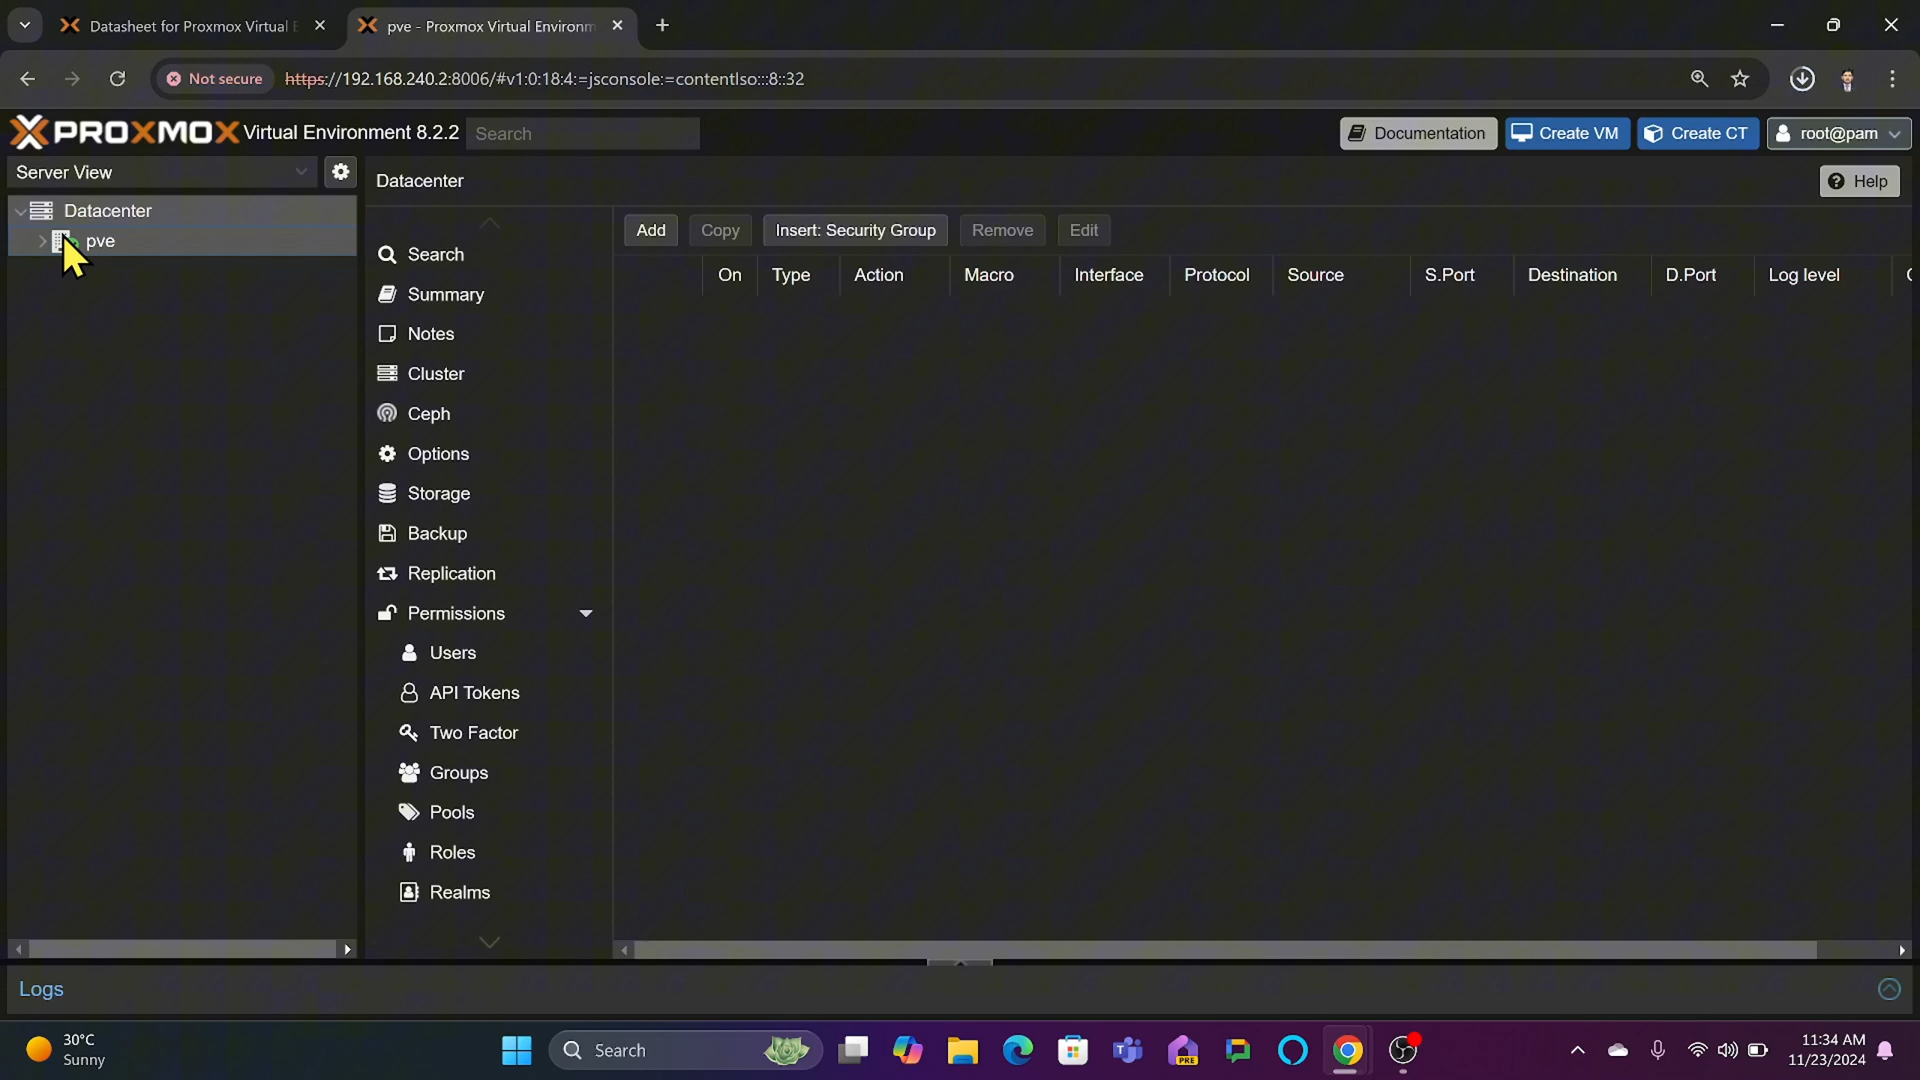 Datasheet for Proxmox Virtual E
pve - Proxmox Virtual Environm
Not secure
https://192.168.240.2:8006/#v1:0:18:4:=jsconsole:=contentIso:::8::32
PROXMOX Virtual Environment 8.2.2
Search
Documentation
Create VM
Create CT
root@pam
Server View
Datacenter
pve
Datacenter
Help
Search
Summary
Notes
Cluster
Ceph
Options
Storage
Backup
Replication
Permissions
Users
API Tokens
Two Factor
Groups
Pools
Roles
Realms
Add
Copy
Insert: Security Group
Remove
Edit
On
Type
Action
Macro
Interface
Protocol
Source
S.Port
Destination
D.Port
Log level
Logs
30°C
Sunny
Search
PRE
11:34 AM
11/23/2024